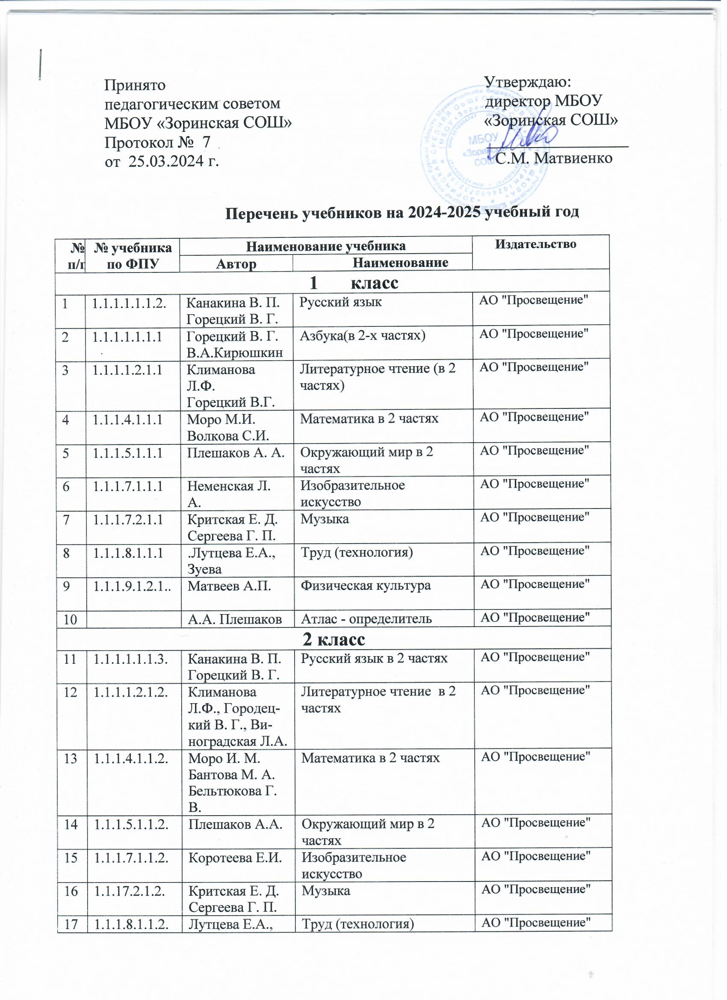 Принято
педагогическим советом
МБОУ «Зоринская СОШ»
Протокол № 7
от 25.03.2024 г.
Утверждаю:
директор МБОУ
«Зоринская СОШ»
С.М. Матвиенко
МБОУ
«Зоринская
СОШ»
Перечень учебников на 2024-2025 учебный год
№ п/п № учебника по ФПУ Наименование учебника Издательство
Автор Наименование
1 класс
1 1.1.1.1.1.1.2. Канакина В. П. Русский язык АО "Просвещение"
Горецкий В. Г.
2 1.1.1.1.1.1.1 Горецкий В. Г. Азбука(в 2-х частях) АО "Просвещение"
В.А.Кирюшкин
3 1.1.1.1.2.1.1 Климанова Литературное чтение (в 2 АО "Просвещение"
Л.Ф. частях)
Горецкий В.Г.
4 1.1.1.4.1.1.1 Моро М.И. Математика в 2 частях АО "Просвещение"
Волкова С.И.
5 1.1.1.5.1.1.1 Плешаков А. А. Окружающий мир в 2 АО "Просвещение"
частях
6 1.1.1.7.1.1.1 Неменская Л. Изобразительное АО "Просвещение"
А. искусство
7 1.1.1.7.2.1.1 Критская Е. Д. Музыка АО "Просвещение"
Сергеева Г. П.
8 1.1.1.8.1.1.1 .Лутцева Е.А., Труд (технология) АО "Просвещение"
Зуева
9 1.1.1.9.1.2.1.. Матвеев А.П. Физическая культура АО "Просвещение"
10 А.А. Плешаков Атлас - определитель АО "Просвещение"
2 класс
11 1.1.1.1.1.1.3. Канакина В. П. Русский язык в 2 частях АО "Просвещение"
Горецкий В. Г.
12 1.1.1.1.2.1.2. Климанова Литературное чтение в 2 АО "Просвещение"
Л.Ф., Городец- частях
кий В. Г., Ви-
ноградская Л.А.
13 1.1.1.4.1.1.2. Моро И. М. Математика в 2 частях АО "Просвещение"
Бантова М. А.
Бельтюкова Г.
В.
14 1.1.1.5.1.1.2. Плешаков А.А. Окружающий мир в 2 АО "Просвещение"
частях
15 1.1.1.7.1.1.2. Коротеева Е.И. Изобразительное АО "Просвещение"
искусство
16 1.1.17.2.1.2. Критская Е. Д. Музыка АО "Просвещение"
Сергеева Г. П.
17 1.1.1.8.1.1.2. Лутцева Е.А., Труд (технология) АО "Просвещение"